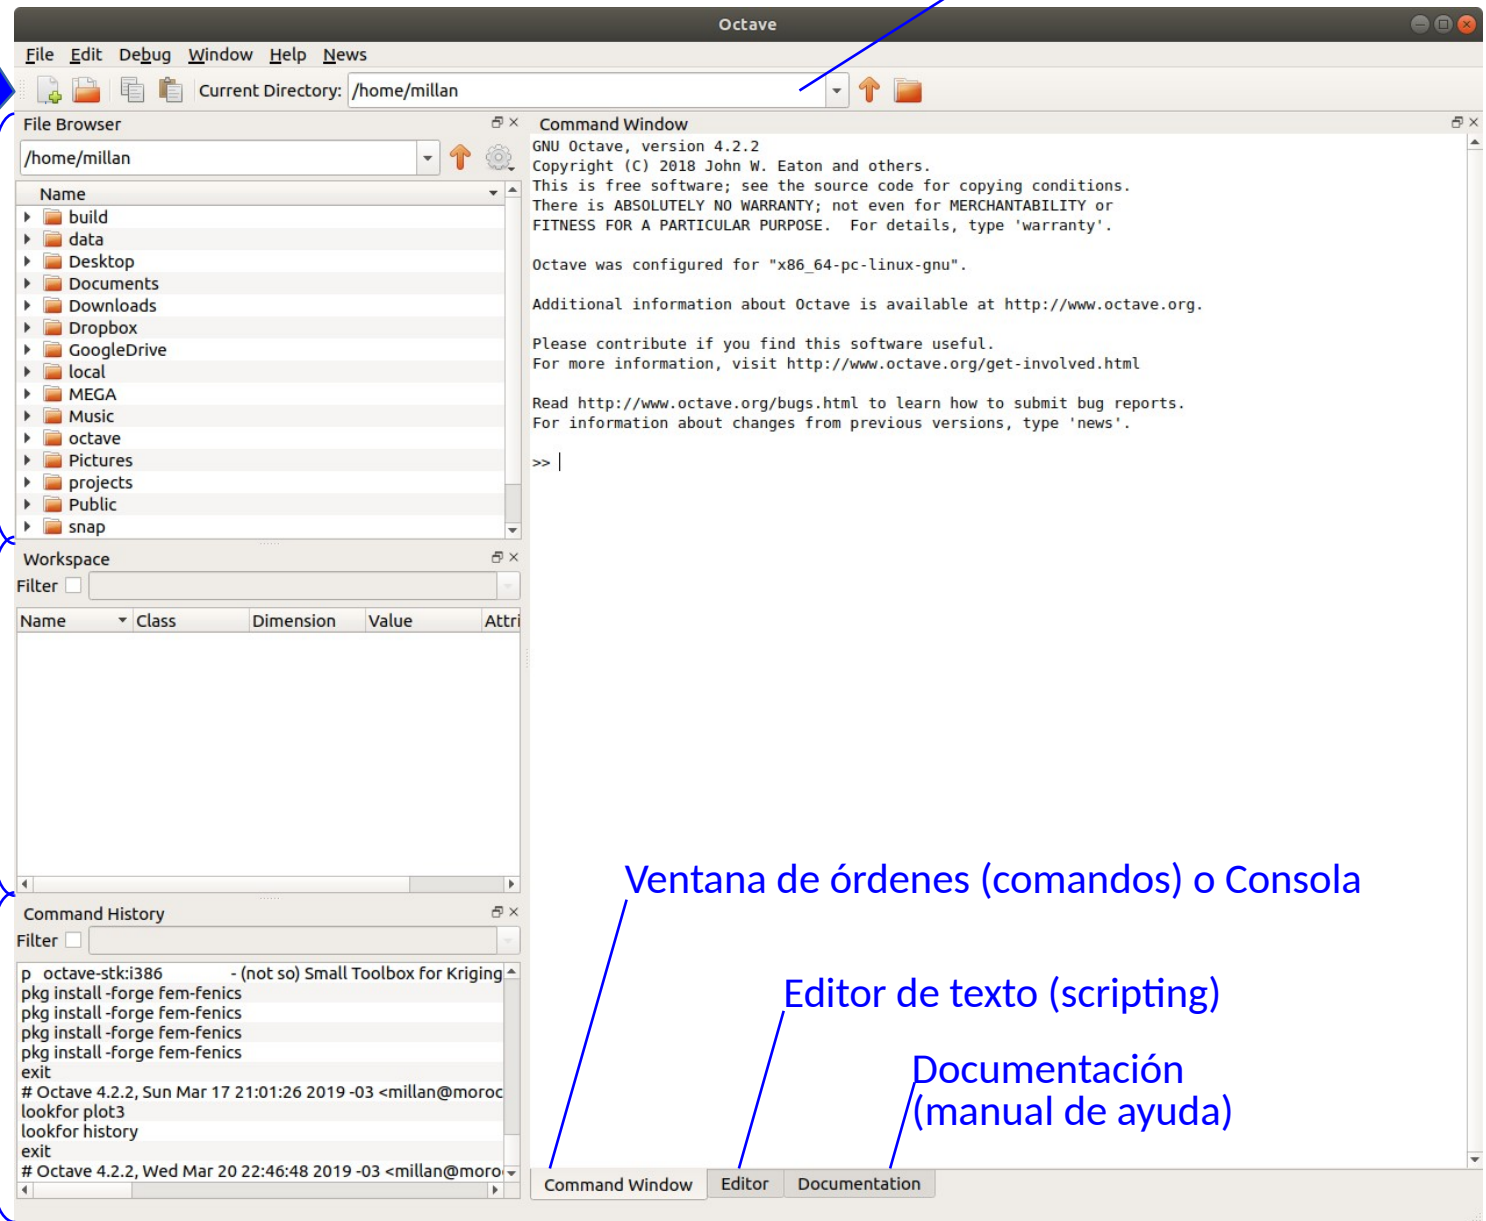 Octave
File Edit Debug Window Help News
Current Directory: /home/millan
File Browser
/home/millan
Name
build
data
Desktop
Documents
Downloads
Dropbox
GoogleDrive
local
MEGA
Music
octave
Pictures
projects
Public
snap
Workspace
Filter
Name Class Dimension Value Attri
Command History
Filter
p octave-stk:i386 - (not so) Small Toolbox for Kriging
pkg install -forge fem-fenics
pkg install -forge fem-fenics
pkg install -forge fem-fenics
pkg install -forge fem-fenics
exit
# Octave 4.2.2, Sun Mar 17 21:01:26 2019 -03 <millan@moroc
lookfor plot3
lookfor history
exit
# Octave 4.2.2, Wed Mar 20 22:46:48 2019 -03 <millan@moro
Command Window
GNU Octave, version 4.2.2
Copyright (C) 2018 John W. Eaton and others.
This is free software; see the source code for copying conditions.
There is ABSOLUTELY NO WARRANTY; not even for MERCHANTABILITY or
FITNESS FOR A PARTICULAR PURPOSE.  For details, type 'warranty'.
Octave was configured for "x86_64-pc-linux-gnu".
Additional information about Octave is available at http://www.octave.org.
Please contribute if you find this software useful.
For more information, visit http://www.octave.org/get-involved.html
Read http://www.octave.org/bugs.html to learn how to submit bug reports.
For information about changes from previous versions, type 'news'.
>>
Ventana de órdenes (comandos) o Consola
Editor de texto (scripting)
Documentación
(manual de ayuda)
Command Window Editor Documentation